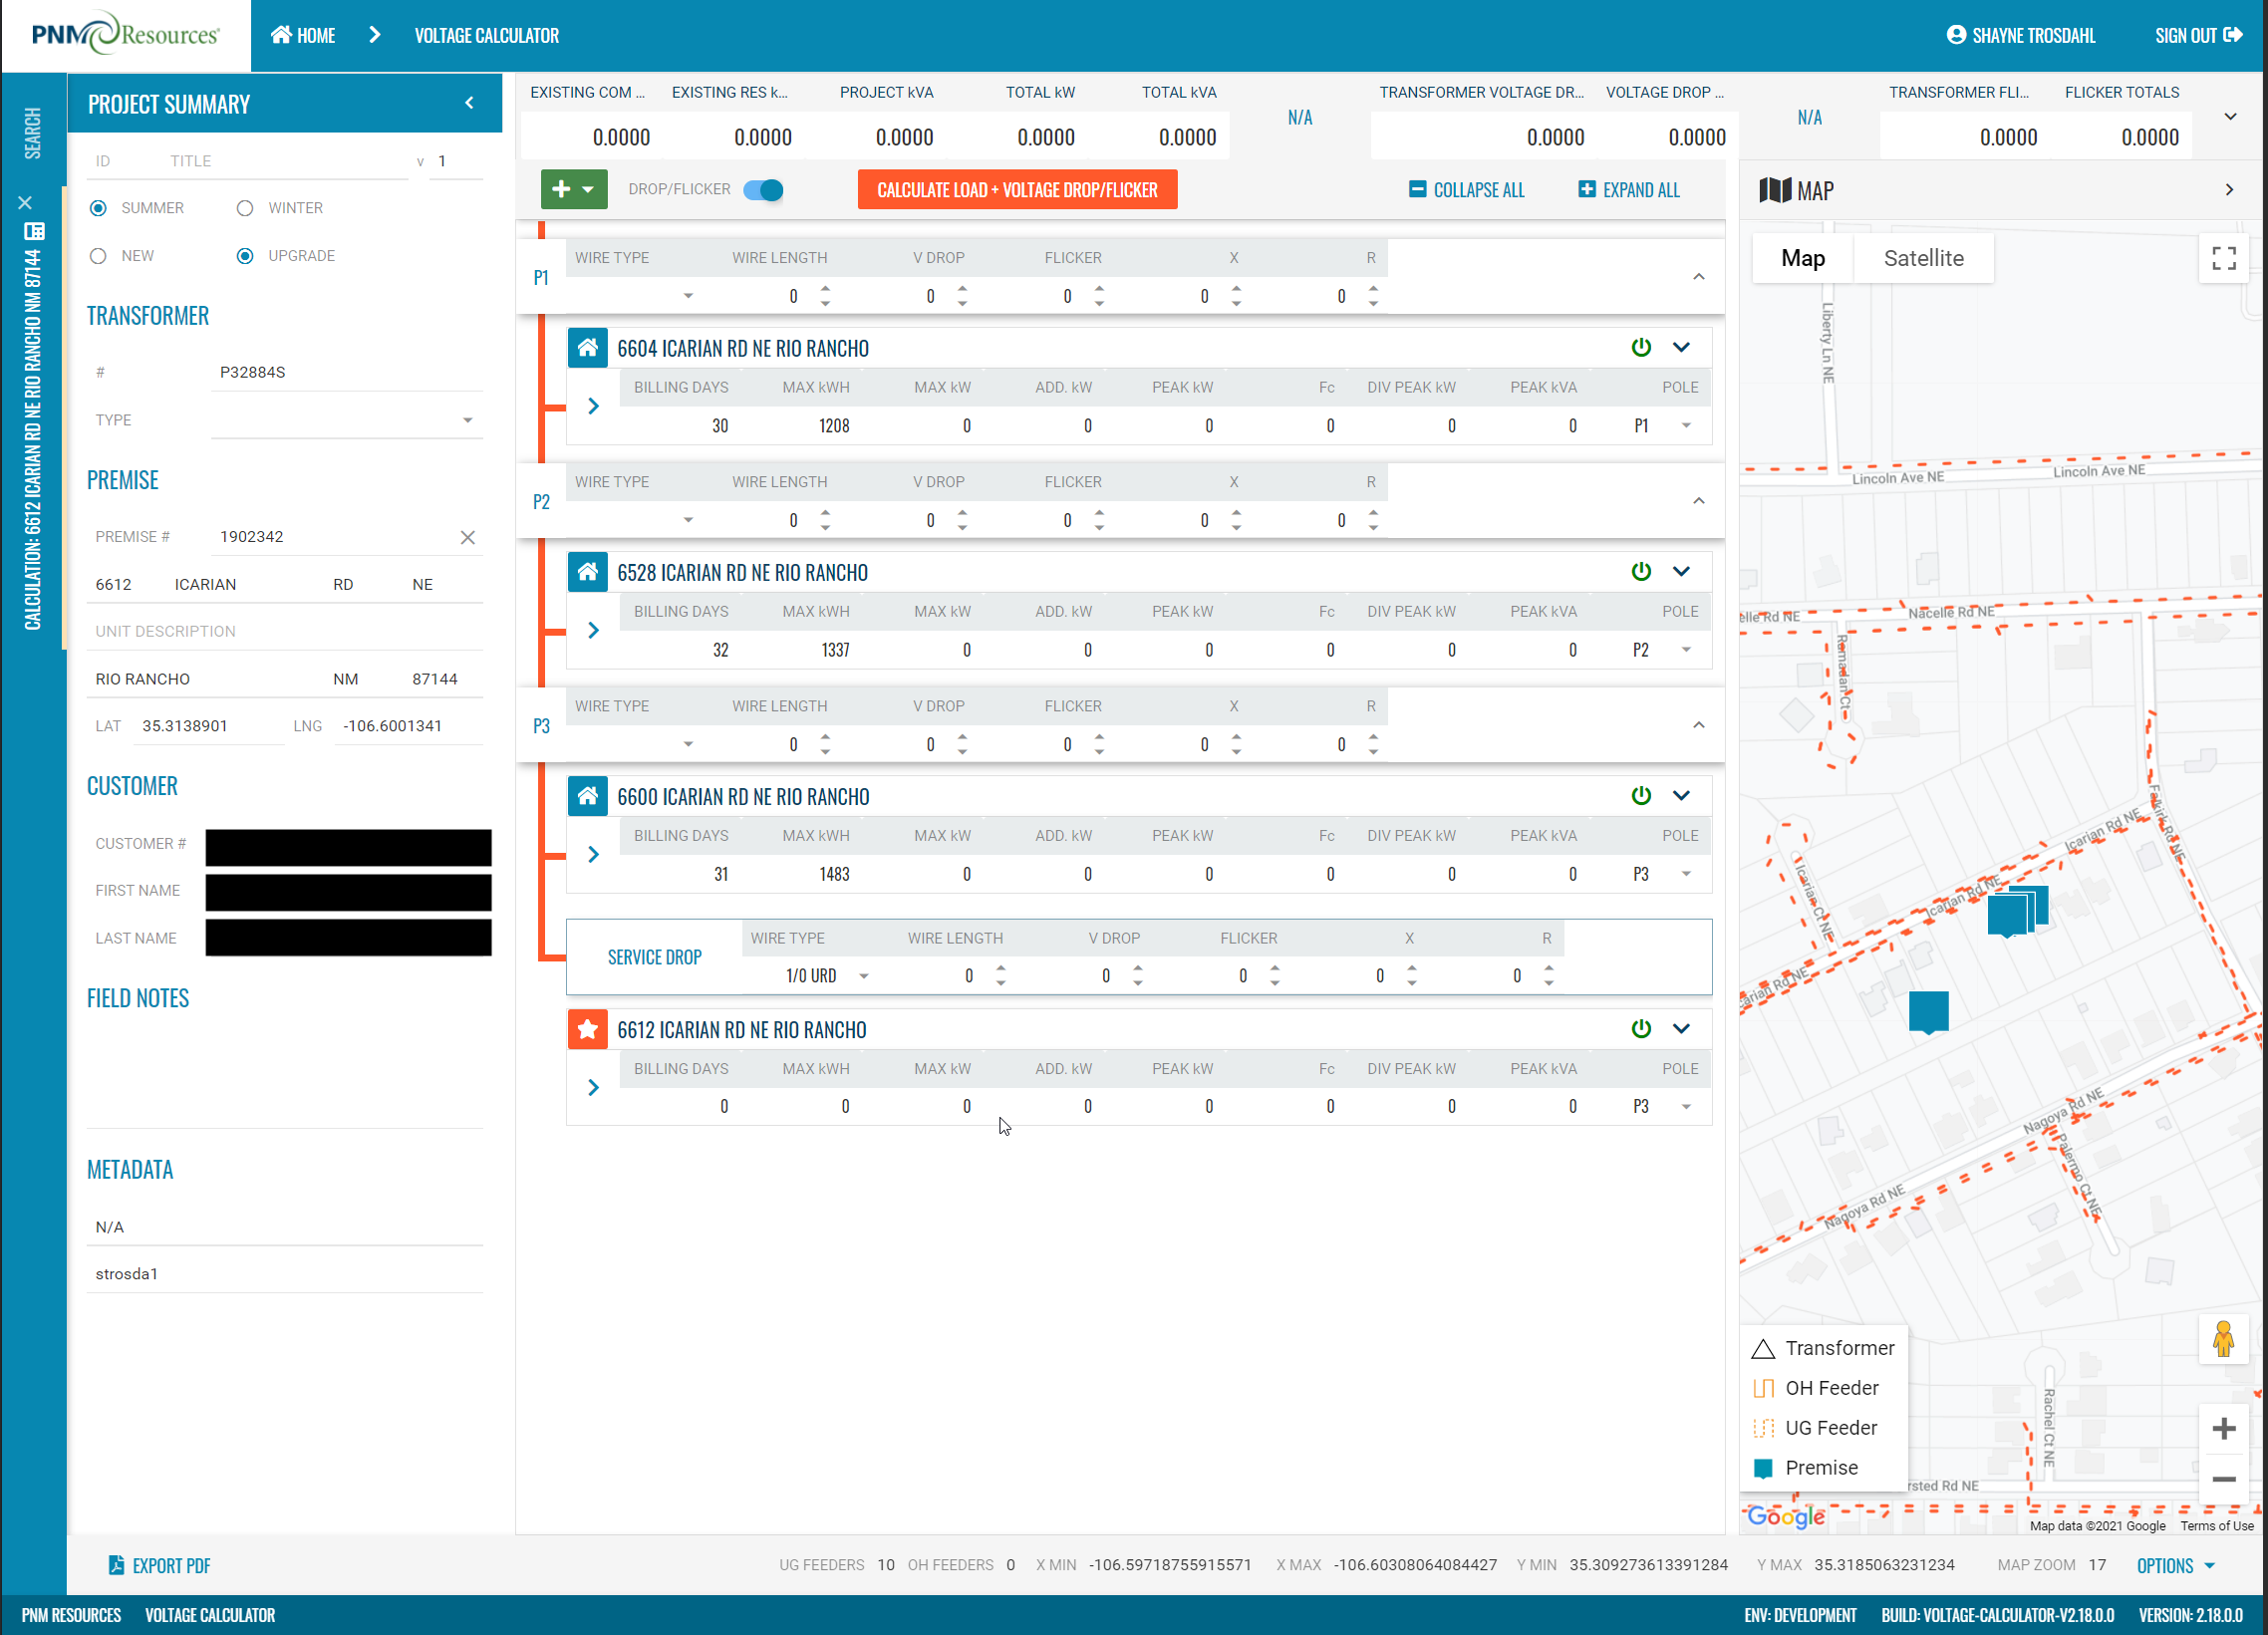 PNM Resources
HOME
VOLTAGE CALCULATOR
SHAYNE TROSDAHL
SIGN OUT
SEARCH
CALCULATION: 6612 ICARIAN RD NE RIO RANCHO NM 87144
PROJECT SUMMARY
ID TITLE v 1
SUMMER WINTER
NEW UPGRADE
TRANSFORMER
# P32884S
TYPE
PREMISE
PREMISE # 1902342
6612 ICARIAN RD NE
UNIT DESCRIPTION
RIO RANCHO NM 87144
LAT 35.3138901 LNG -106.6001341
CUSTOMER
CUSTOMER #
FIRST NAME
LAST NAME
FIELD NOTES
METADATA
N/A
strosda1
EXPORT PDF
EXISTING COM ... EXISTING RES k... PROJECT kVA TOTAL kW TOTAL kVA
0.0000 0.0000 0.0000 0.0000 0.0000
N/A
TRANSFORMER VOLTAGE DR... VOLTAGE DROP ...
0.0000 0.0000
N/A
TRANSFORMER FLI... FLICKER TOTALS
0.0000 0.0000
DROP/FLICKER
CALCULATE LOAD + VOLTAGE DROP/FLICKER
COLLAPSE ALL
EXPAND ALL
P1
WIRE TYPE WIRE LENGTH V DROP FLICKER X R
0 0 0 0 0
6604 ICARIAN RD NE RIO RANCHO
BILLING DAYS MAX kWH MAX kW ADD. kW PEAK kW Fc DIV PEAK kW PEAK kVA POLE
30 1208 0 0 0 0 0 0 P1
P2
WIRE TYPE WIRE LENGTH V DROP FLICKER X R
0 0 0 0 0
6528 ICARIAN RD NE RIO RANCHO
BILLING DAYS MAX kWH MAX kW ADD. kW PEAK kW Fc DIV PEAK kW PEAK kVA POLE
32 1337 0 0 0 0 0 0 P2
P3
WIRE TYPE WIRE LENGTH V DROP FLICKER X R
0 0 0 0 0
6600 ICARIAN RD NE RIO RANCHO
BILLING DAYS MAX kWH MAX kW ADD. kW PEAK kW Fc DIV PEAK kW PEAK kVA POLE
31 1483 0 0 0 0 0 0 P3
SERVICE DROP
WIRE TYPE WIRE LENGTH V DROP FLICKER X R
1/0 URD 0 0 0 0 0
6612 ICARIAN RD NE RIO RANCHO
BILLING DAYS MAX kWH MAX kW ADD. kW PEAK kW Fc DIV PEAK kW PEAK kVA POLE
0 0 0 0 0 0 0 0 P3
MAP
Map Satellite
Liberty Ln NE
Lincoln Ave NE
Lincoln Ave NE
elle Rd NE
Nacelle Rd NE
Ramadan Ct
Falkirk Rd NE
Icarian Rd NE
Icarian Rd NE
Icarian Ct NE
carian Rd NE
Nagoya Rd NE
Nagoya Rd NE
Palermo Ct NE
Rachel Ct NE
rsted Rd NE
Transformer
OH Feeder
UG Feeder
Premise
Google
Map data ©2021 Google Terms of Use
UG FEEDERS 10 OH FEEDERS 0 X MIN -106.59718755915571 X MAX -106.60308064084427 Y MIN 35.309273613391284 Y MAX 35.3185063231234 MAP ZOOM 17 OPTIONS
PNM RESOURCES VOLTAGE CALCULATOR
ENV: DEVELOPMENT BUILD: VOLTAGE-CALCULATOR-V2.18.0.0 VERSION: 2.18.0.0